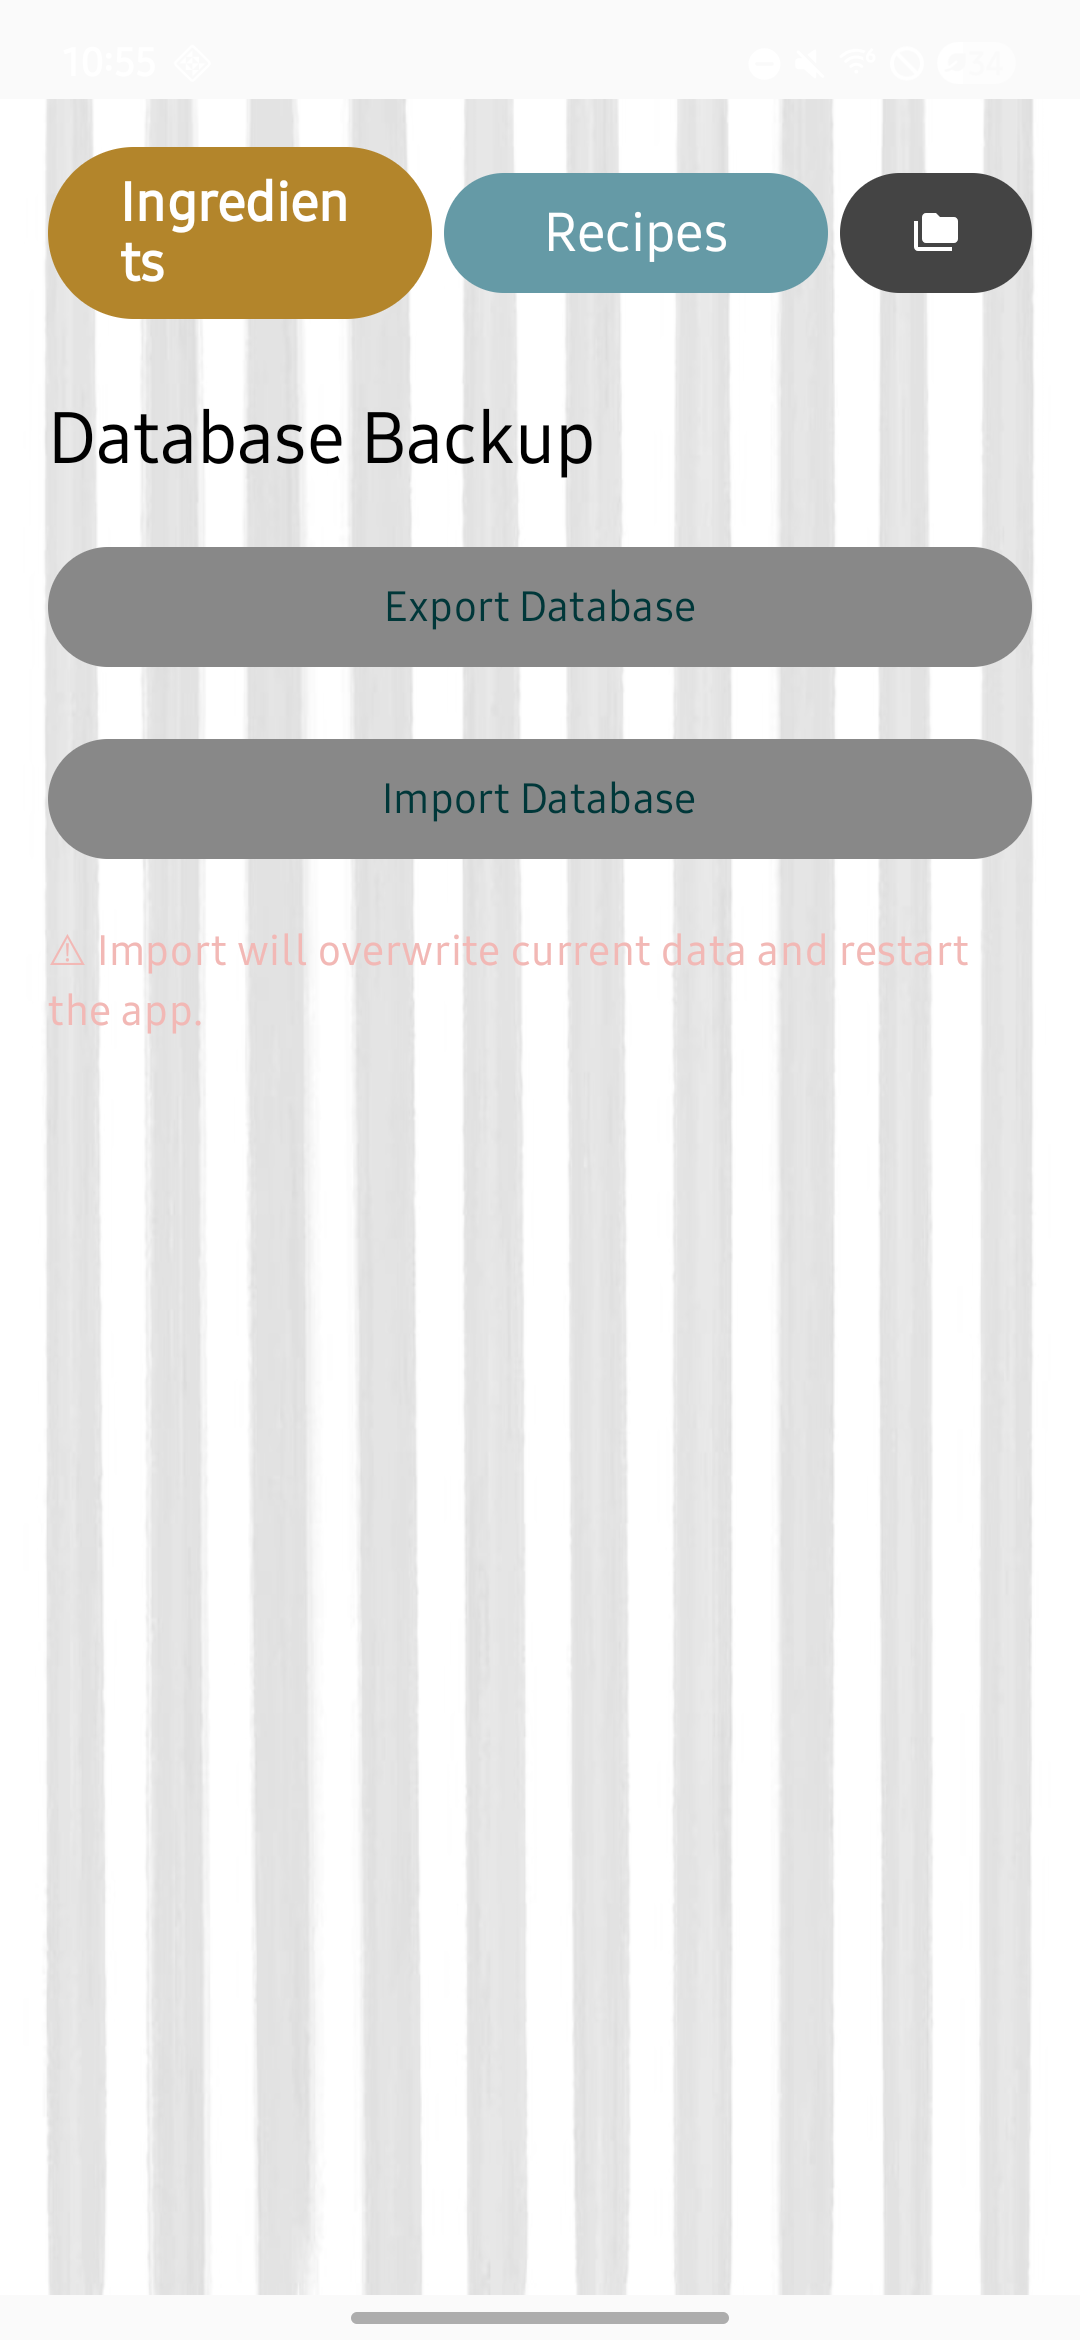 10:55
Ingredien
ts
Recipes
Database Backup
Export Database
Import Database
⚠ Import will overwrite current data and restart
the app.